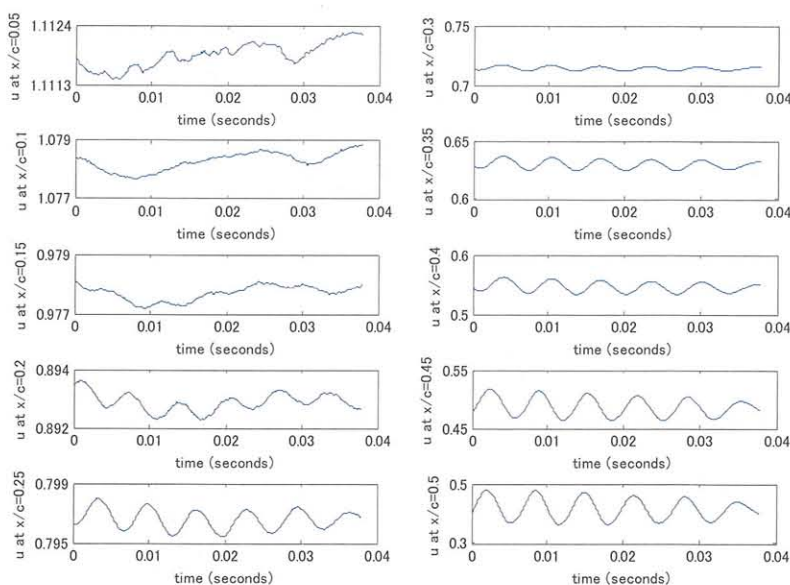 1.1124
1.1113
u at x/c=0.05
0 0.01 0.02 0.03 0.04
time (seconds)
1.079
1.077
u at x/c=0.1
0 0.01 0.02 0.03 0.04
time (seconds)
0.979
0.977
u at x/c=0.15
0 0.01 0.02 0.03 0.04
time (seconds)
0.894
0.892
u at x/c=0.2
0 0.01 0.02 0.03 0.04
time (seconds)
0.799
0.795
u at x/c=0.25
0 0.01 0.02 0.03 0.04
time (seconds)
0.75
0.7
u at x/c=0.3
0 0.01 0.02 0.03 0.04
time (seconds)
0.65
0.6
u at x/c=0.35
0 0.01 0.02 0.03 0.04
time (seconds)
0.6
0.5
u at x/c=0.4
0 0.01 0.02 0.03 0.04
time (seconds)
0.55
0.45
u at x/c=0.45
0 0.01 0.02 0.03 0.04
time (seconds)
0.5
0.3
u at x/c=0.5
0 0.01 0.02 0.03 0.04
time (seconds)